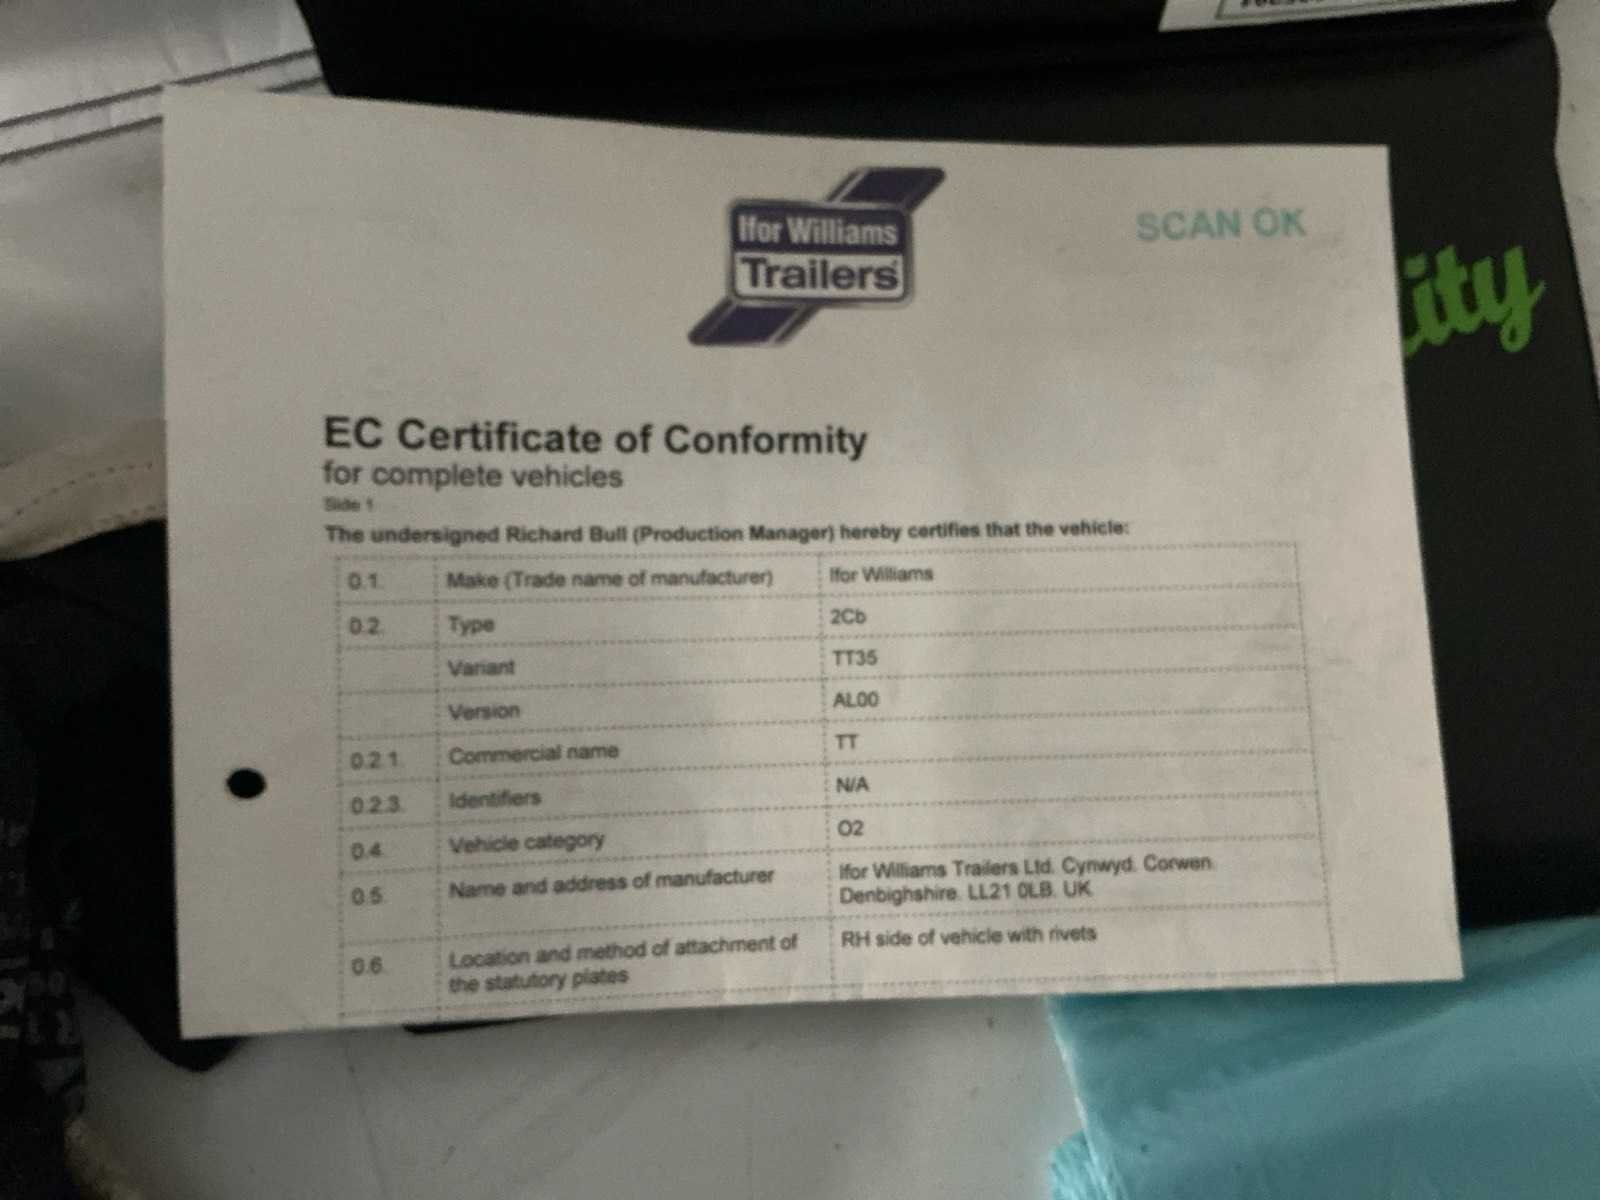 Ifor Williams
Trailers
SCAN OK
ity
EC Certificate of Conformity
for complete vehicles
Side 1
The undersigned Richard Bull (Production Manager) hereby certifies that the vehicle:
0.1. Make (Trade name of manufacturer) Ifor Williams
0.2. Type 2Cb
Variant TT35
Version AL00
0.2.1. Commercial name TT
0.2.3. Identifiers N/A
0.4. Vehicle category O2
0.5. Name and address of manufacturer Ifor Williams Trailers Ltd. Cynwyd. Corwen.
Denbighshire. LL21 0LB. UK
0.6. Location and method of attachment of RH side of vehicle with rivets
the statutory plates